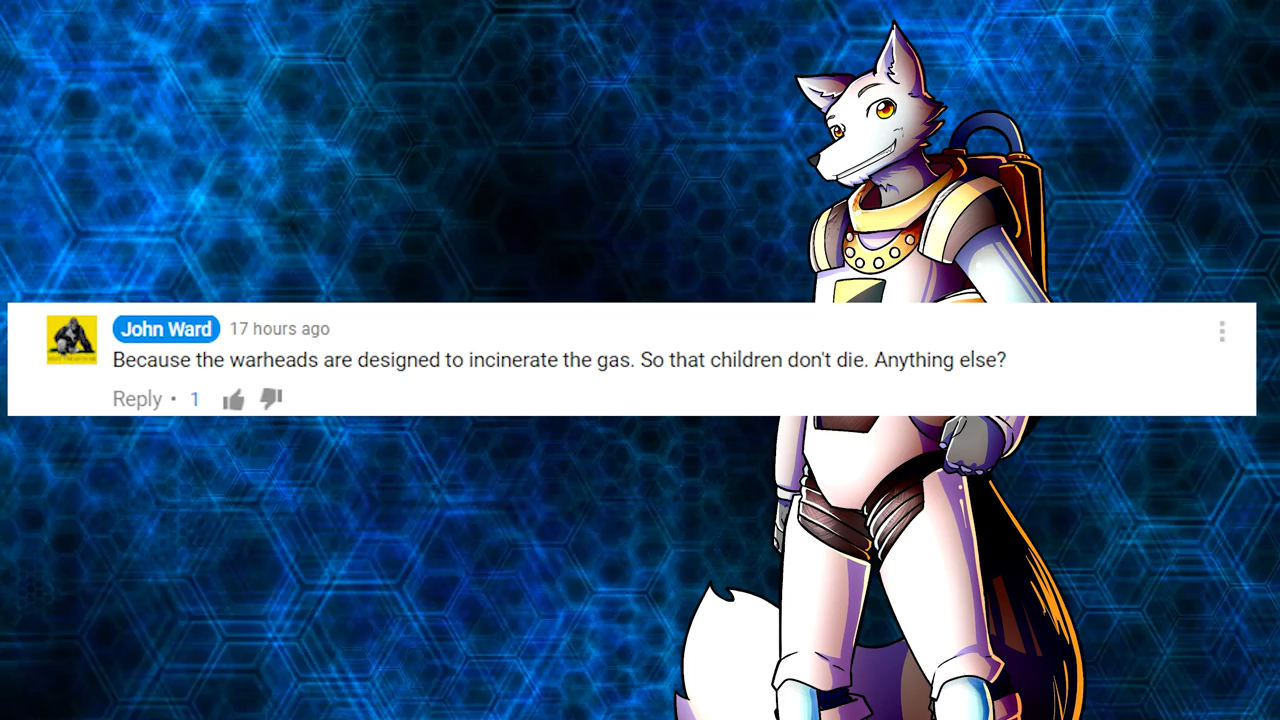 John Ward 17 hours ago
Because the warheads are designed to incinerate the gas. So that children don't die. Anything else?
Reply • 1